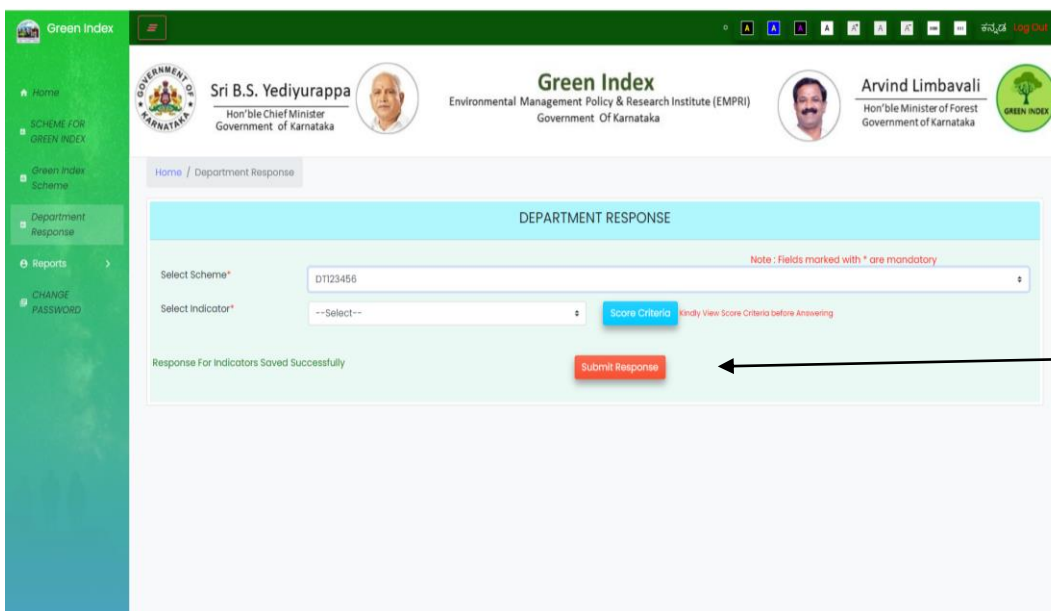 Green Index
A A A A A+ A A-
ಕನ್ನಡ Log Out
Home
SCHEME FOR
GREEN INDEX
Green Index
Scheme
Department
Response
Reports
CHANGE
PASSWORD
GOVERNMENT OF
KARNATAKA
Sri B.S. Yediyurappa
Hon'ble Chief Minister
Government of Karnataka
Green Index
Environmental Management Policy & Research Institute (EMPRI)
Government Of Karnataka
Arvind Limbavali
Hon'ble Minister of Forest
Government of Karnataka
GREEN INDEX
Home / Department Response
DEPARTMENT RESPONSE
Note : Fields marked with * are mandatory
Select Scheme*
DT123456
Select Indicator*
--Select--
Score Criteria
Kindly View Score Criteria before Answering
Response For Indicators Saved Successfully
Submit Response